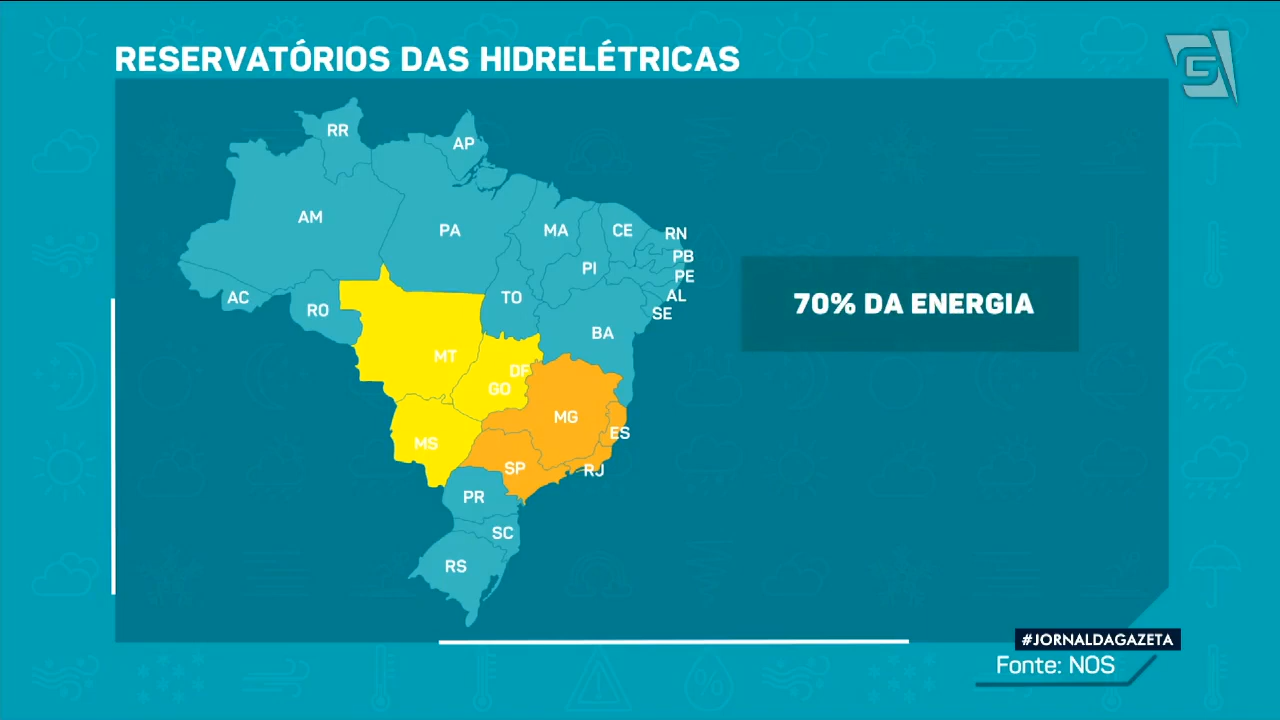 RESERVATÓRIOS DAS HIDRELÉTRICAS
G
RR
AP
AM
PA
MA
CE
RN
PI
PB
PE
AC
RO
TO
AL
SE
BA
70% DA ENERGIA
MT
DF
GO
MG
MS
ES
SP
RJ
PR
SC
RS
#JORNALDAGAZETA
Fonte: NOS